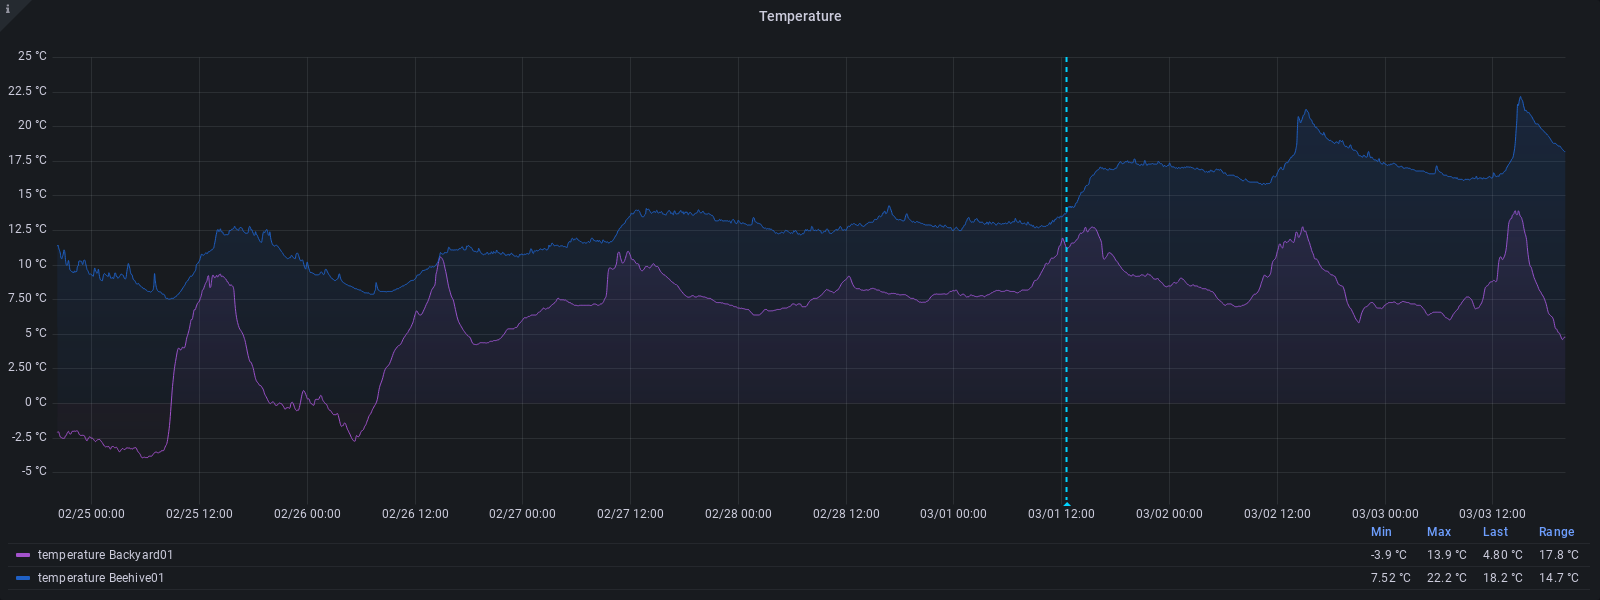 i
Temperature
25 °C
22.5 °C
20 °C
17.5 °C
15 °C
12.5 °C
10 °C
7.50 °C
5 °C
2.50 °C
0 °C
-2.5 °C
-5 °C
02/25 00:00 02/25 12:00 02/26 00:00 02/26 12:00 02/27 00:00 02/27 12:00 02/28 00:00 02/28 12:00 03/01 00:00 03/01 12:00 03/02 00:00 03/02 12:00 03/03 00:00 03/03 12:00
Min Max Last Range
temperature Backyard01 -3.9 °C 13.9 °C 4.80 °C 17.8 °C
temperature Beehive01 7.52 °C 22.2 °C 18.2 °C 14.7 °C